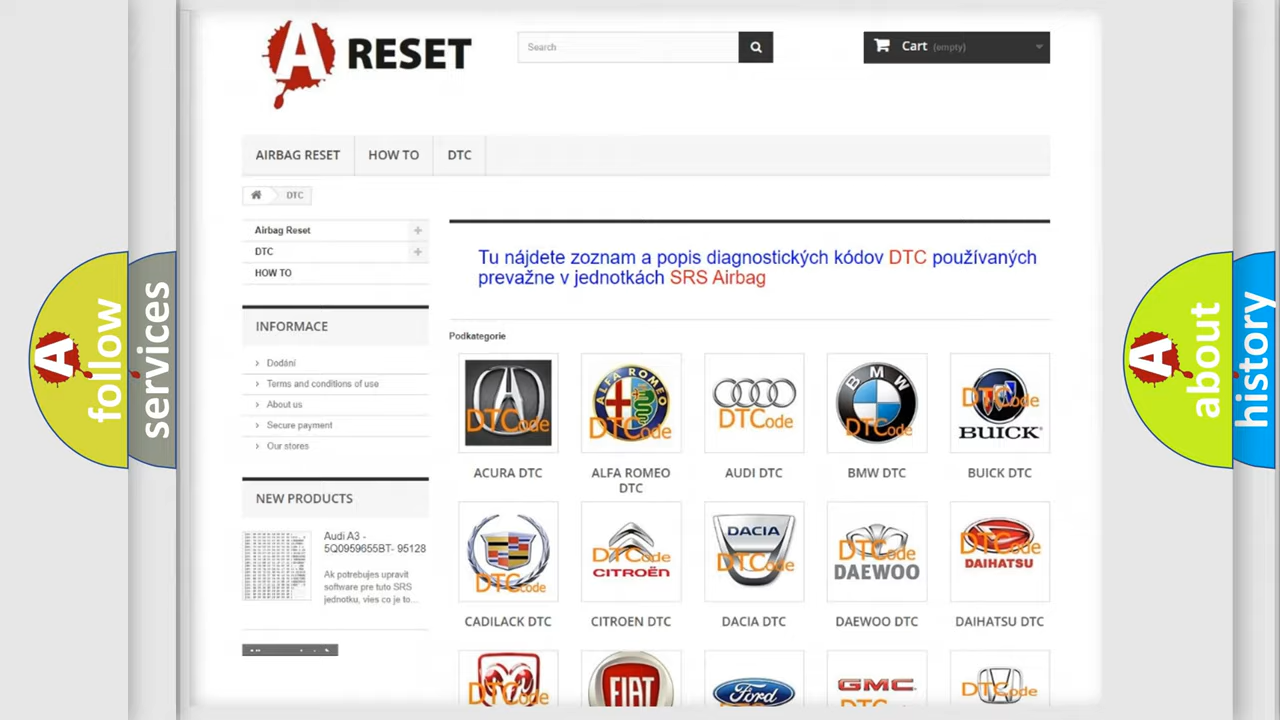 A RESET
Search
Cart (empty)
AIRBAG RESET
HOW TO
DTC
DTC
Airbag Reset
DTC
HOW TO
INFORMACE
Dodání
Terms and conditions of use
About us
Secure payment
Our stores
NEW PRODUCTS
Audi A3 -
5Q0959655BT- 95128
Ak potrebujes upravit
software pre tuto SRS
jednotku, vies co je to...
Tu nájdete zoznam a popis diagnostických kódov DTC používaných
prevažne v jednotkách SRS Airbag
Podkategorie
DTCode
ALFA ROMEO
DTCode
DTCode
BMW
DTCode
DTCode
BUICK
ACURA DTC
ALFA ROMEO
DTC
AUDI DTC
BMW DTC
BUICK DTC
DTCode
DTCode
CITROËN
DACIA
DTCode
DTCode
DAEWOO
DTCode
DAIHATSU
CADILACK DTC
CITROEN DTC
DACIA DTC
DAEWOO DTC
DAIHATSU DTC
DTCode
FIAT
Ford
GMC
DTCode
A follow
services
A about
history